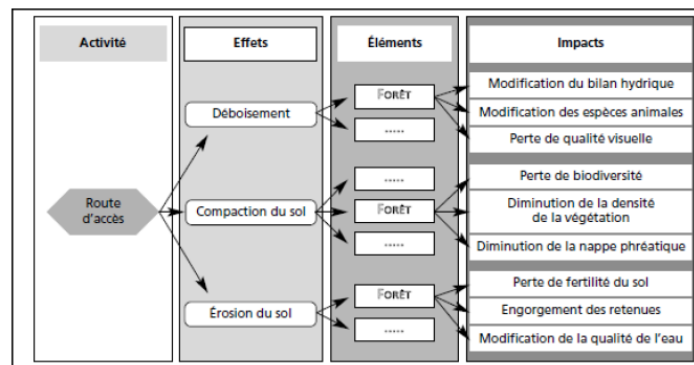 Activité
Effets
Éléments
Impacts
Déboisement
FORÊT
.....
Modification du bilan hydrique
Modification des espèces animales
Perte de qualité visuelle
Route
d'accès
Compaction du sol
.....
FORÊT
.....
Perte de biodiversité
Diminution de la densité
de la végétation
Diminution de la nappe phréatique
Érosion du sol
FORÊT
.....
Perte de fertilité du sol
Engorgement des retenues
Modification de la qualité de l'eau